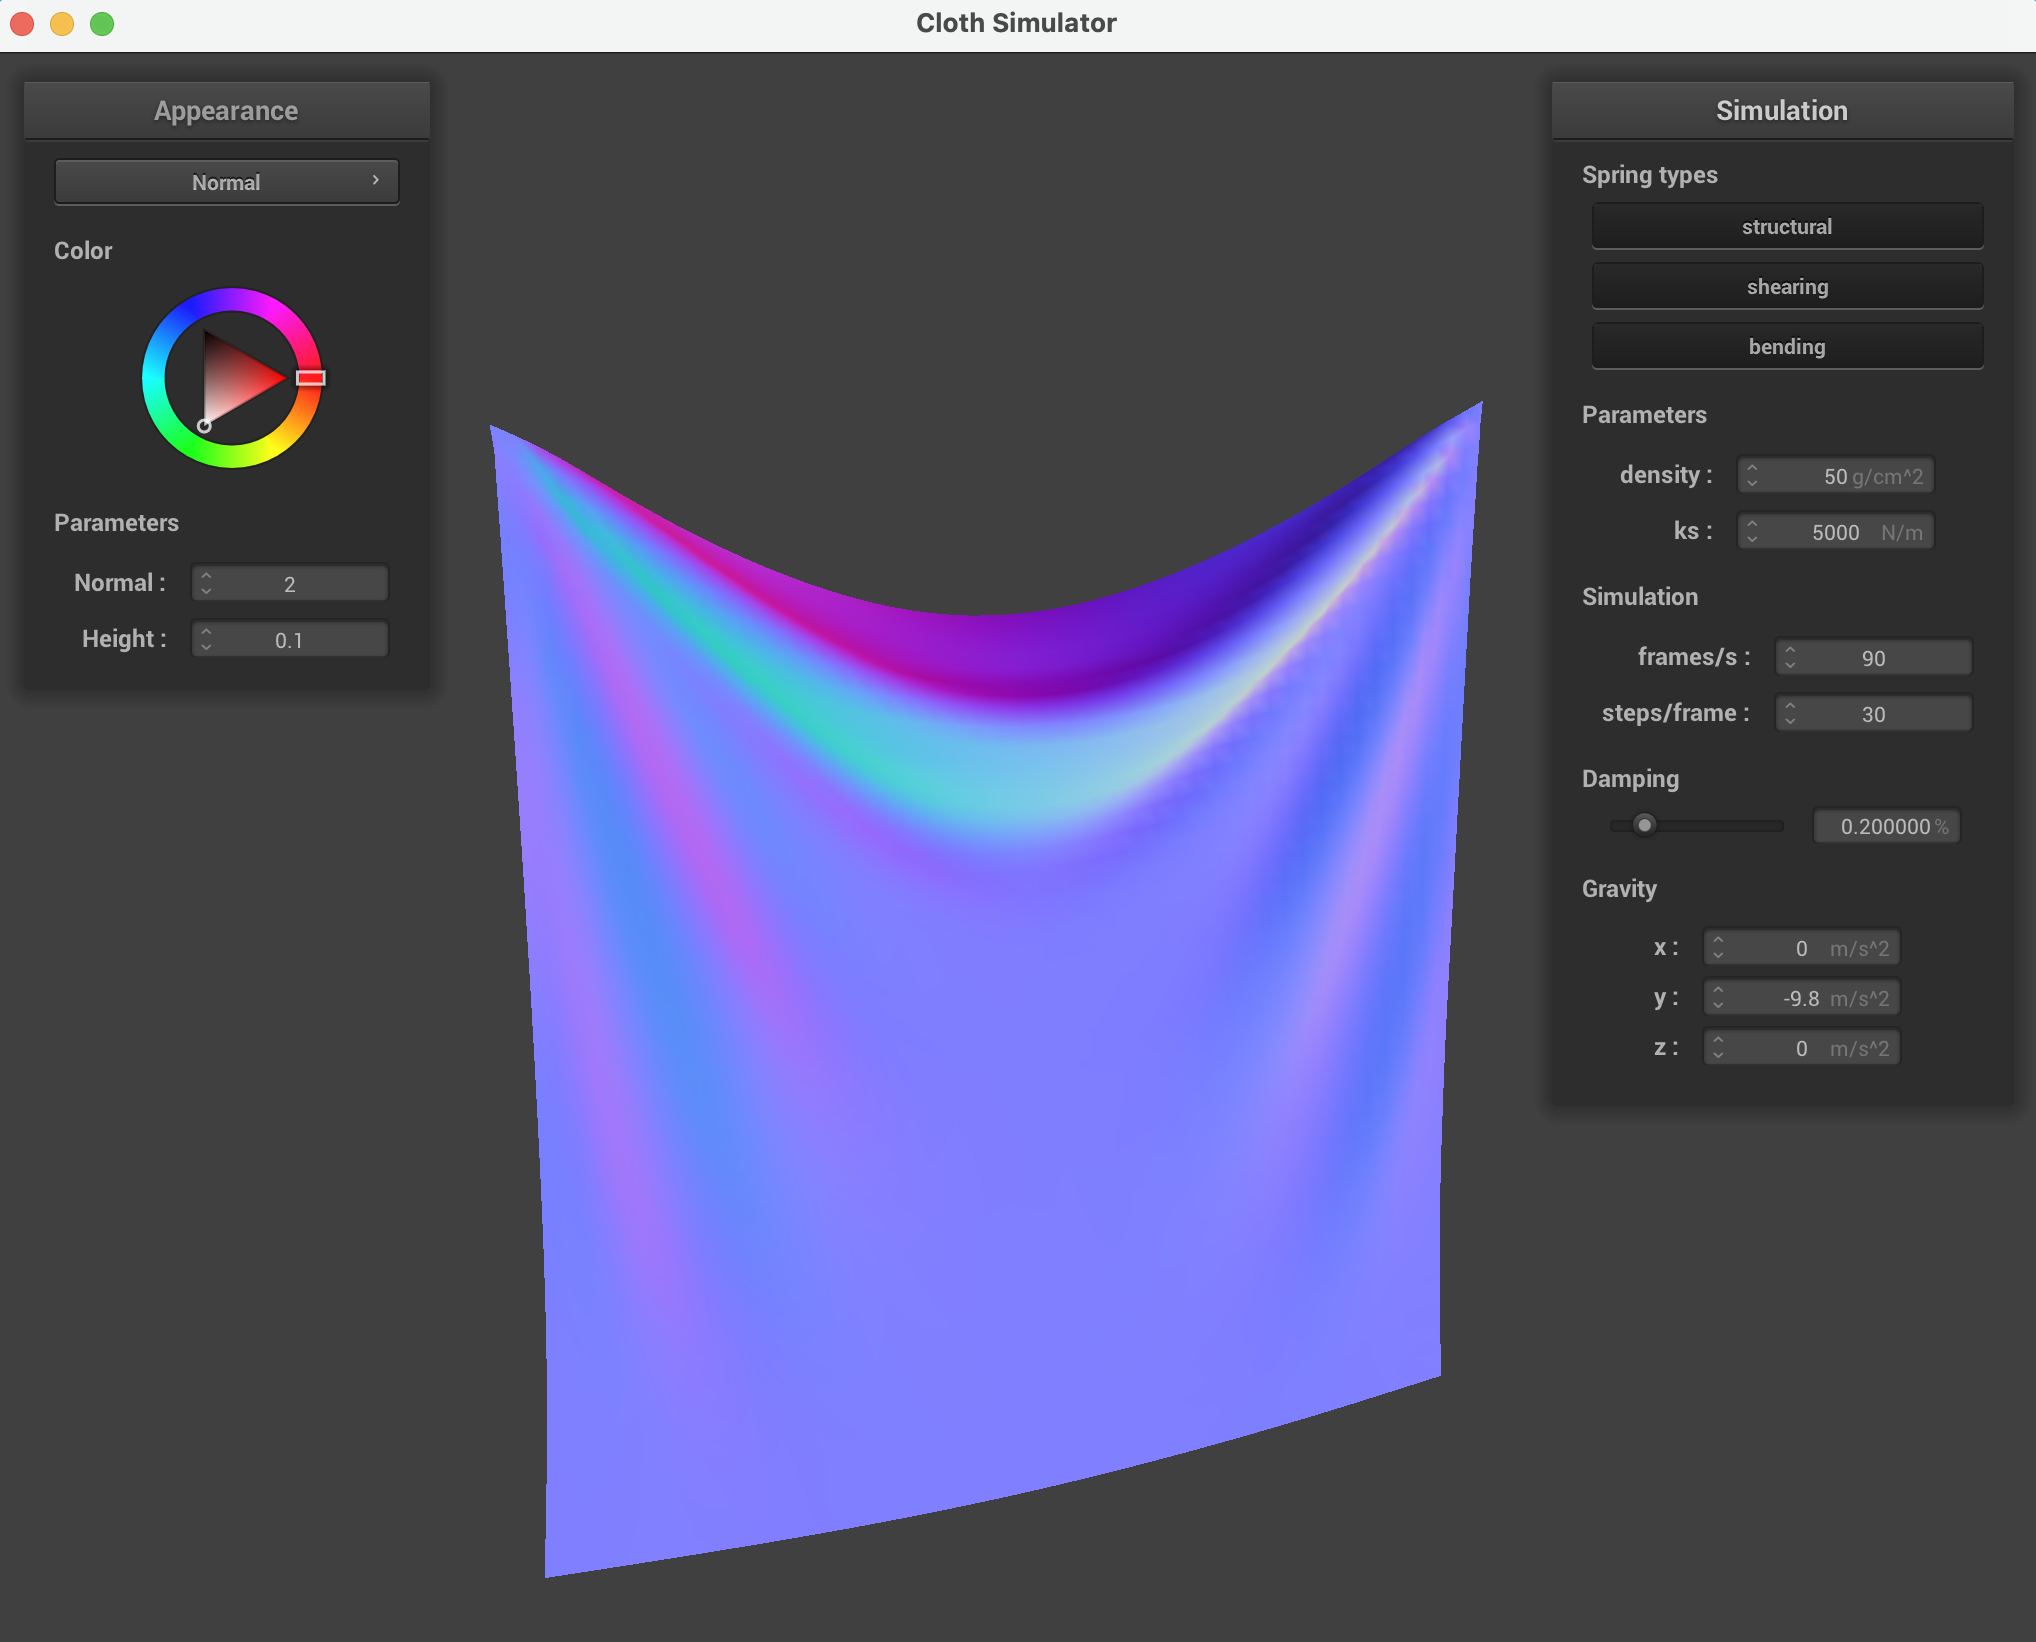 Cloth Simulator
Appearance
Normal
Color
Parameters
Normal : 2
Height : 0.1
Simulation
Spring types
structural
shearing
bending
Parameters
density : 50 g/cm^2
ks : 5000 N/m
Simulation
frames/s : 90
steps/frame : 30
Damping
0.200000 %
Gravity
x : 0 m/s^2
y : -9.8 m/s^2
z : 0 m/s^2